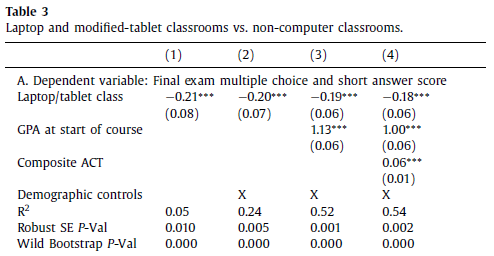 Table 3
Laptop and modified-tablet classrooms vs. non-computer classrooms.
(1) (2) (3) (4)
A. Dependent variable: Final exam multiple choice and short answer score
Laptop/tablet class −0.21*** −0.20*** −0.19*** −0.18***
(0.08) (0.07) (0.06) (0.06)
GPA at start of course 1.13*** 1.00***
(0.06) (0.06)
Composite ACT 0.06***
(0.01)
Demographic controls X X X
R² 0.05 0.24 0.52 0.54
Robust SE P-Val 0.010 0.005 0.001 0.002
Wild Bootstrap P-Val 0.000 0.000 0.000 0.000